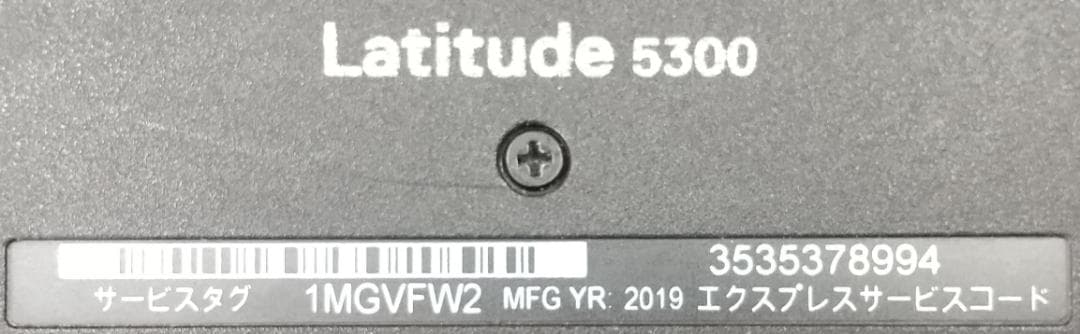 Latitude 5300
3535378994
サービスタグ 1MGVFW2 MFG YR: 2019 エクスプレスサービスコード